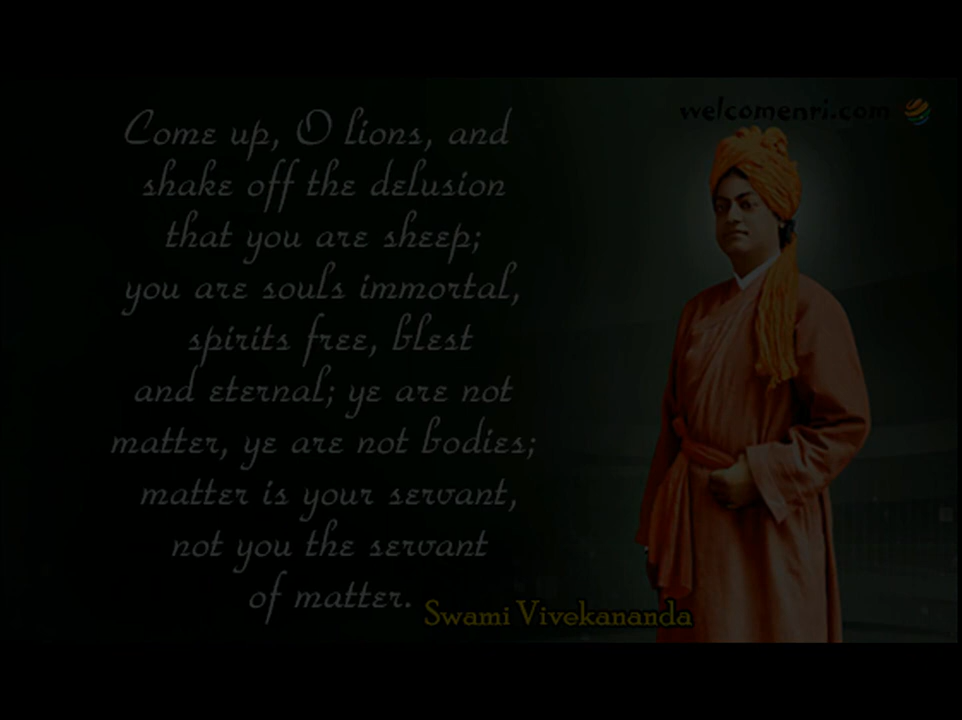 welcomenri.com
Come up, O lions, and
shake off the delusion
that you are sheep;
you are souls immortal,
spirits free, blest
and eternal; ye are not
matter, ye are not bodies;
matter is your servant,
not you the servant
of matter.
Swami Vivekananda